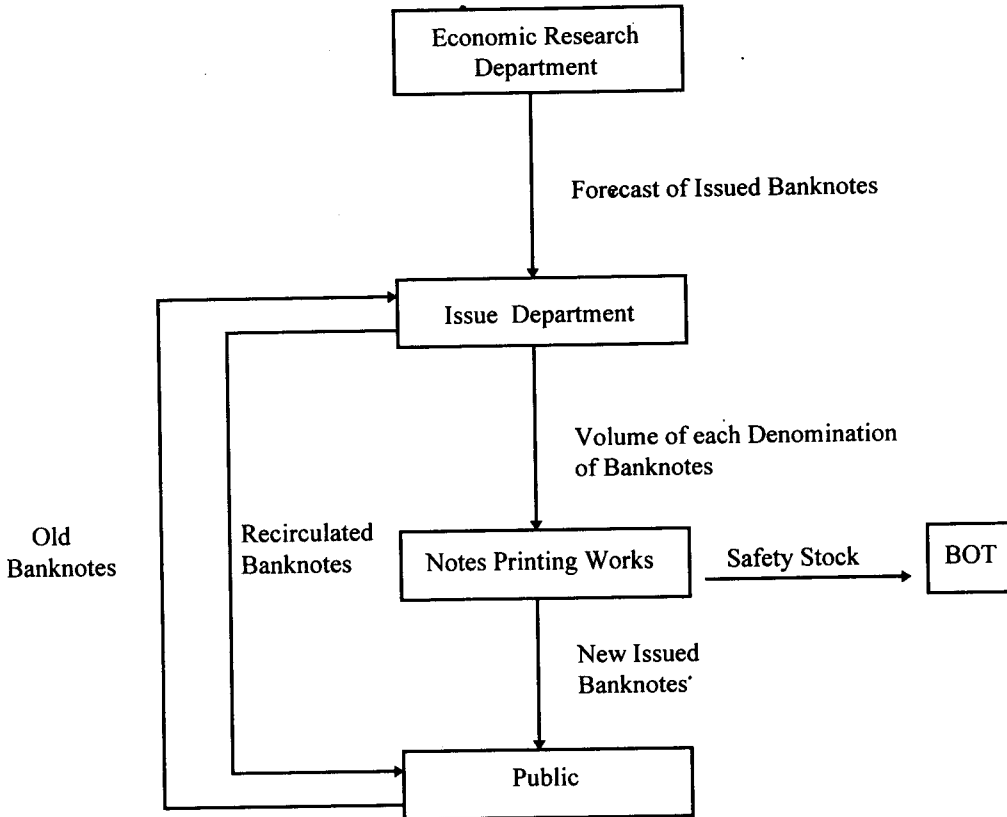 Economic Research
Department
Forecast of Issued Banknotes
Issue Department
Volume of each Denomination
of Banknotes
Old
Banknotes
Recirculated
Banknotes
Notes Printing Works
Safety Stock
BOT
New Issued
Banknotes
Public